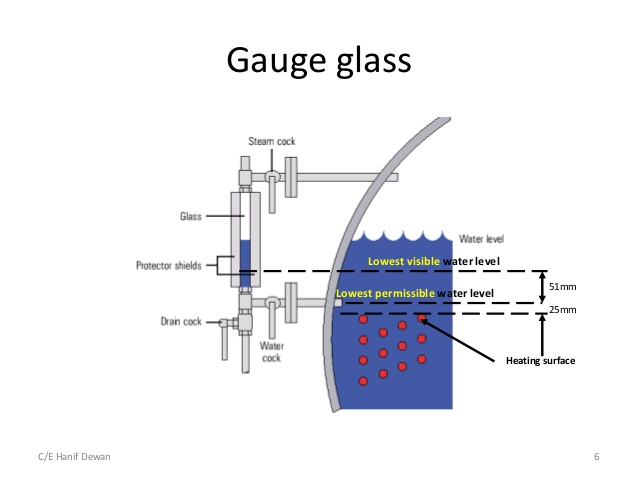 Gauge glass
Steam cock
Glass
Water level
Lowest visible water level
Protector shields
51mm
Lowest permissible water level
25mm
Drain cock
Water
cock
Heating surface
C/E Hanif Dewan
6